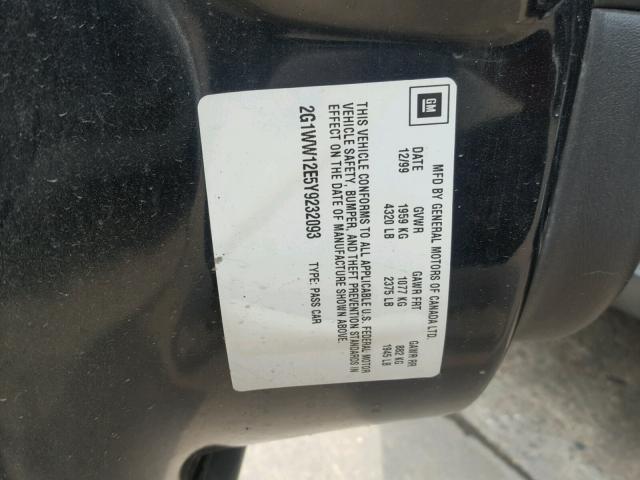 GM
MFD BY GENERAL MOTORS OF CANADA LTD.
DATE GVWR GAWR FRT GAWR RR
12/99 1959 KG 1077 KG 882 KG
4320 LB 2375 LB 1945 LB
THIS VEHICLE CONFORMS TO ALL APPLICABLE U.S. FEDERAL MOTOR
VEHICLE SAFETY, BUMPER, AND THEFT PREVENTION STANDARDS IN
EFFECT ON THE DATE OF MANUFACTURE SHOWN ABOVE.
2G1WW12E5Y9232093 TYPE: PASS CAR